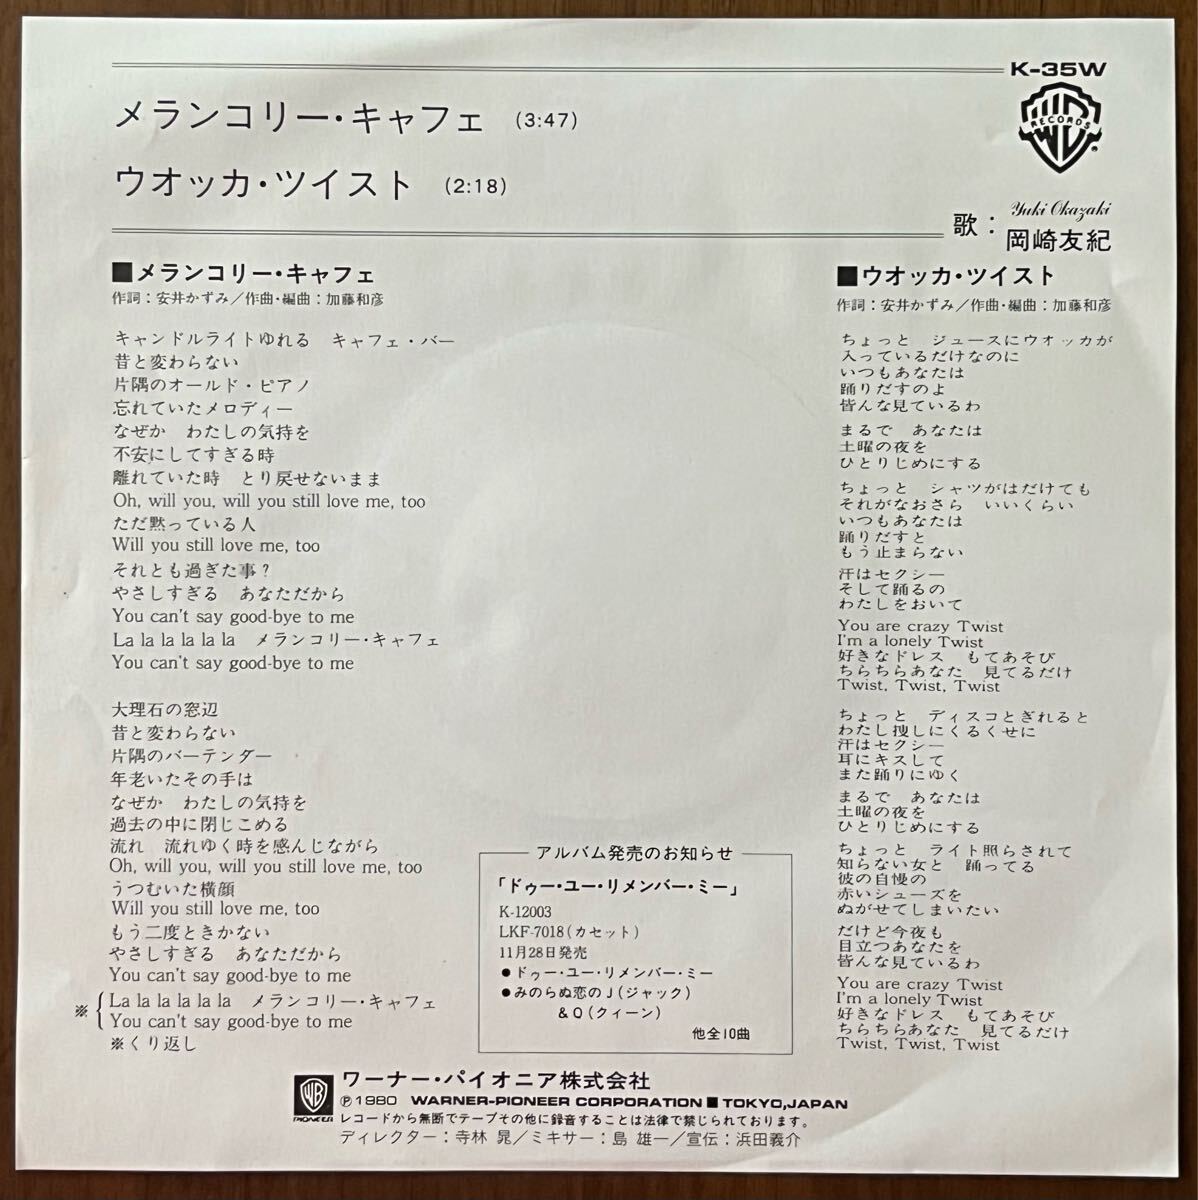 K-35W
メランコリー・キャフェ (3:47)
RECORDS
ウオッカ・ツイスト (2:18)
Yuki Okazaki
歌：岡崎友紀
■メランコリー・キャフェ
作詞：安井かずみ／作曲・編曲：加藤和彦
キャンドルライトゆれる　キャフェ・バー
昔と変わらない
片隅のオールド・ピアノ
忘れていたメロディー
なぜか　わたしの気持を
不安にしてすぎる時
離れていた時　とり戻せないまま
Oh, will you, will you still love me, too
ただ黙っている人
Will you still love me, too
それとも過ぎた事？
やさしすぎる　あなただから
You can't say good-bye to me
La la la la la la　メランコリー・キャフェ
You can't say good-bye to me
大理石の窓辺
昔と変わらない
片隅のバーテンダー
年老いたその手は
なぜか　わたしの気持を
過去の中に閉じこめる
流れ　流れゆく時を感んじながら
Oh, will you, will you still love me, too
うつむいた横顔
Will you still love me, too
もう二度ときかない
やさしすぎる　あなただから
You can't say good-bye to me
※{La la la la la la　メランコリー・キャフェ
You can't say good-bye to me
※くり返し
■ウオッカ・ツイスト
作詞：安井かずみ／作曲・編曲：加藤和彦
ちょっと　ジュースにウオッカが
入っているだけなのに
いつもあなたは
踊りだすのよ
皆んな見ているわ
まるで　あなたは
土曜の夜を
ひとりじめにする
ちょっと　シャツがはだけても
それがなおさら　いいくらい
いつもあなたは
踊りだすと
もう止まらない
汗はセクシー
そして踊るの
わたしをおいて
You are crazy Twist
I'm a lonely Twist
好きなドレス　もてあそび
ちらちらあなた　見てるだけ
Twist, Twist, Twist
ちょっと　ディスコとぎれると
わたし捜しにくるくせに
汗はセクシー
耳にキスして
また踊りにゆく
まるで　あなたは
土曜の夜を
ひとりじめにする
ちょっと　ライト照らされて
知らない女と　踊ってる
彼の自慢の
赤いシューズを
ぬがせてしまいたい
だけど今夜も
目立つあなたを
皆んな見ているわ
You are crazy Twist
I'm a lonely Twist
好きなドレス　もてあそび
ちらちらあなた　見てるだけ
Twist, Twist, Twist
アルバム発売のお知らせ
「ドゥー・ユー・リメンバー・ミー」
K-12003
LKF-7018(カセット)
11月28日発売
●ドゥー・ユー・リメンバー・ミー
●みのらぬ恋のJ(ジャック)
＆Q(クィーン)
他全10曲
PIONEER
ワーナー・パイオニア株式会社
Ⓟ1980 WARNER-PIONEER CORPORATION ■ TOKYO, JAPAN
レコードから無断でテープその他に録音することは法律で禁じられております。
ディレクター：寺林 晃／ミキサー：島 雄一／宣伝：浜田義介